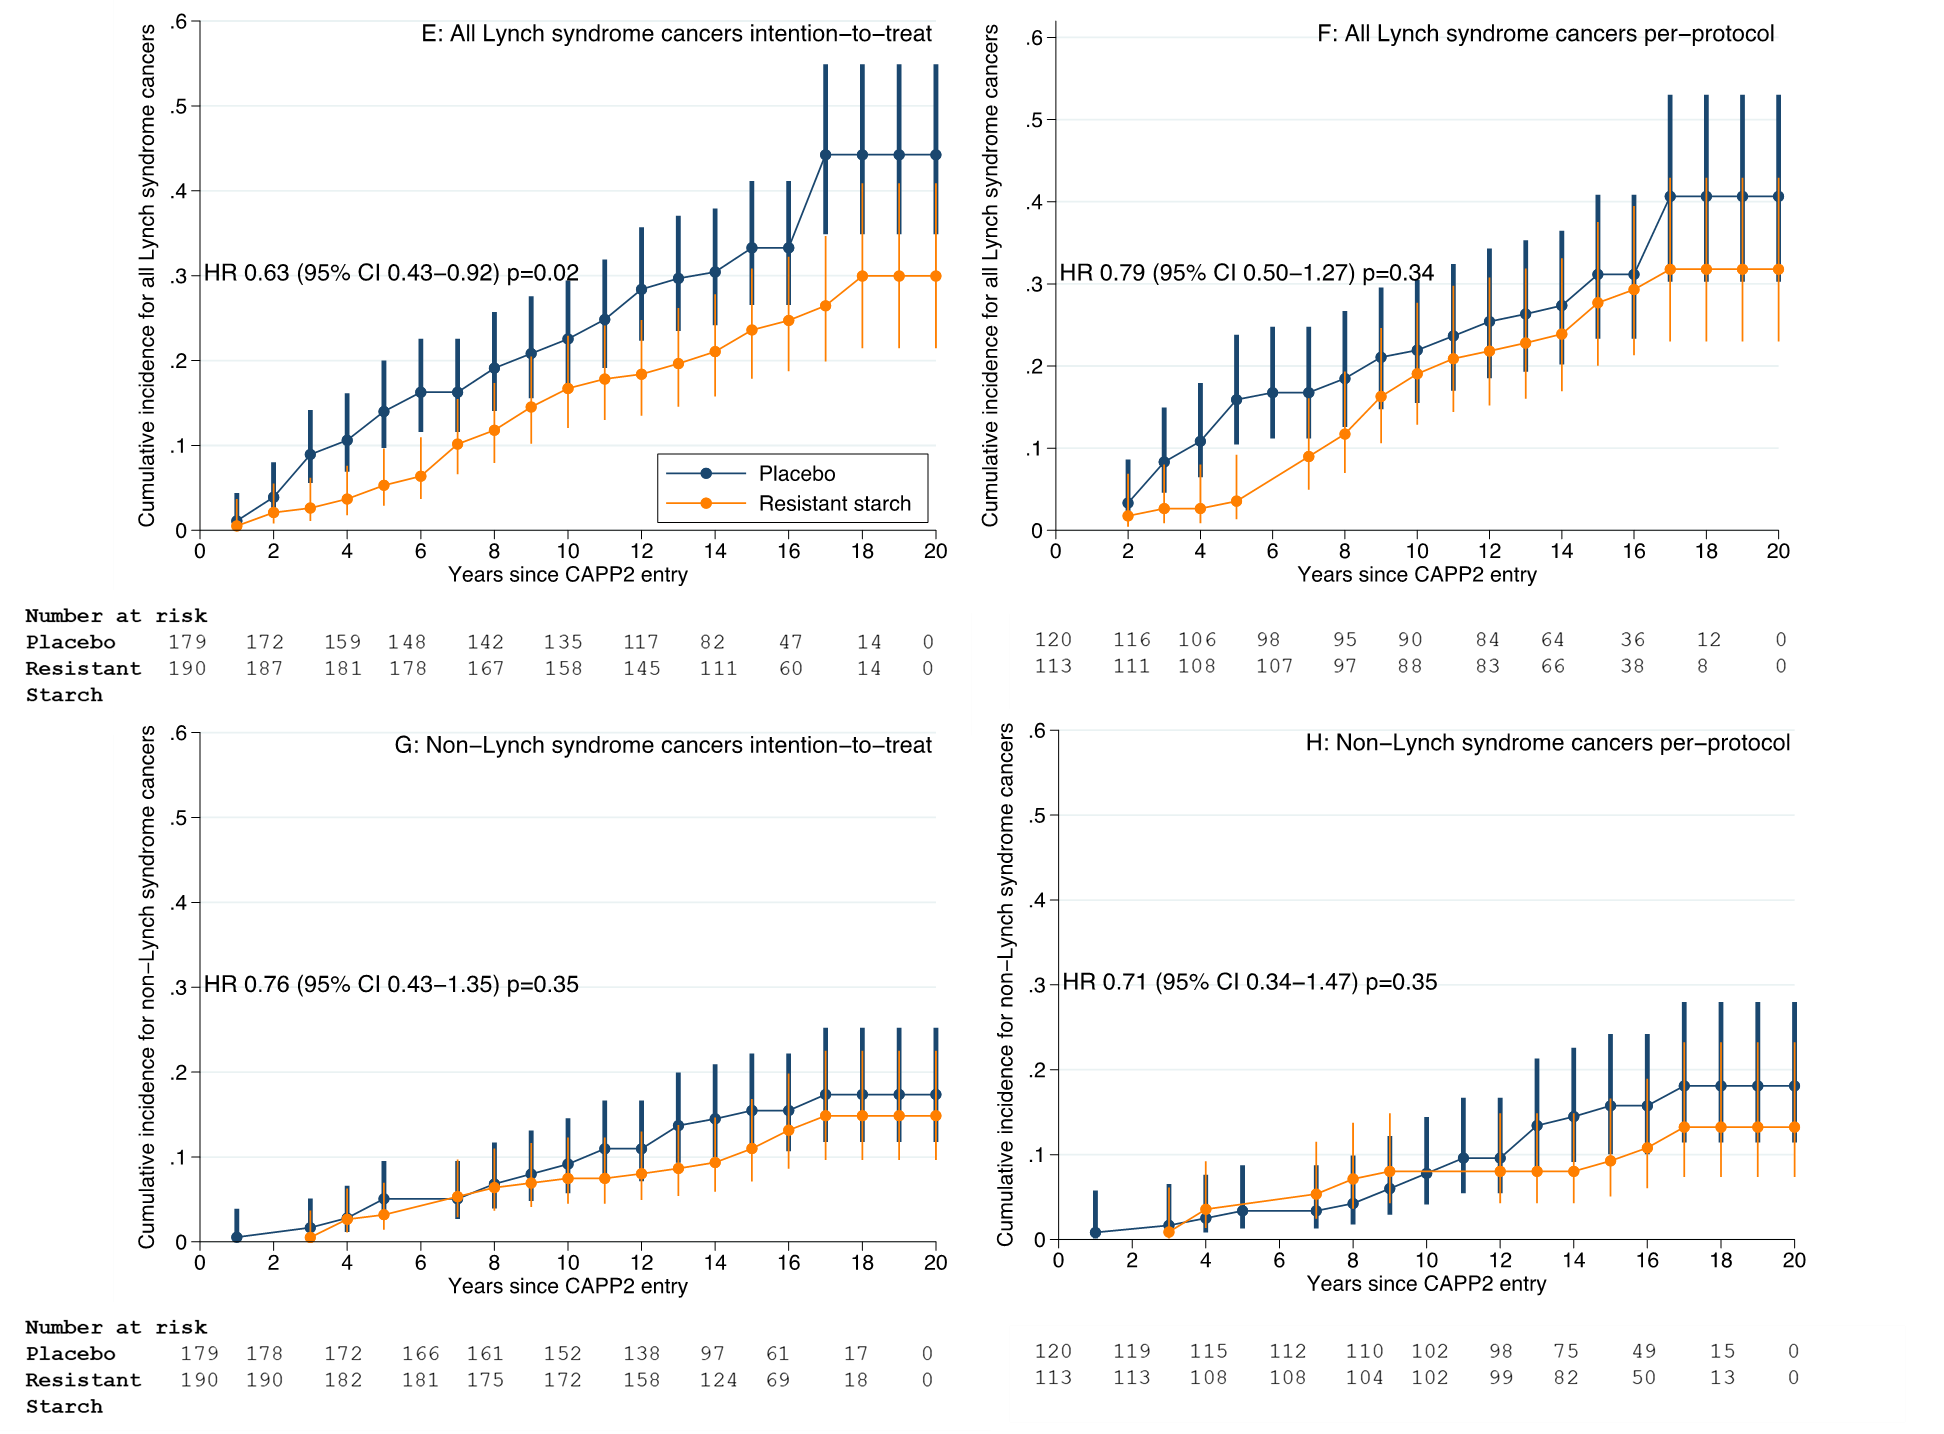 E: All Lynch syndrome cancers intention–to–treat
Cumulative incidence for all Lynch syndrome cancers
.6
.5
.4
.3
.2
.1
0
HR 0.63 (95% CI 0.43–0.92) p=0.02
Placebo
Resistant starch
0 2 4 6 8 10 12 14 16 18 20
Years since CAPP2 entry
F: All Lynch syndrome cancers per–protocol
Cumulative incidence for all Lynch syndrome cancers
.6
.5
.4
.3
.2
.1
0
HR 0.79 (95% CI 0.50–1.27) p=0.34
0 2 4 6 8 10 12 14 16 18 20
Years since CAPP2 entry
Number at risk
Placebo 179 172 159 148 142 135 117 82 47 14 0
Resistant 190 187 181 178 167 158 145 111 60 14 0
Starch
120 116 106 98 95 90 84 64 36 12 0
113 111 108 107 97 88 83 66 38 8 0
G: Non–Lynch syndrome cancers intention–to–treat
Cumulative incidence for non–Lynch syndrome cancers
.6
.5
.4
.3
.2
.1
0
HR 0.76 (95% CI 0.43–1.35) p=0.35
0 2 4 6 8 10 12 14 16 18 20
Years since CAPP2 entry
H: Non–Lynch syndrome cancers per–protocol
Cumulative incidence for non–Lynch syndrome cancers
.6
.5
.4
.3
.2
.1
0
HR 0.71 (95% CI 0.34–1.47) p=0.35
0 2 4 6 8 10 12 14 16 18 20
Years since CAPP2 entry
Number at risk
Placebo 179 178 172 166 161 152 138 97 61 17 0
Resistant 190 190 182 181 175 172 158 124 69 18 0
Starch
120 119 115 112 110 102 98 75 49 15 0
113 113 108 108 104 102 99 82 50 13 0